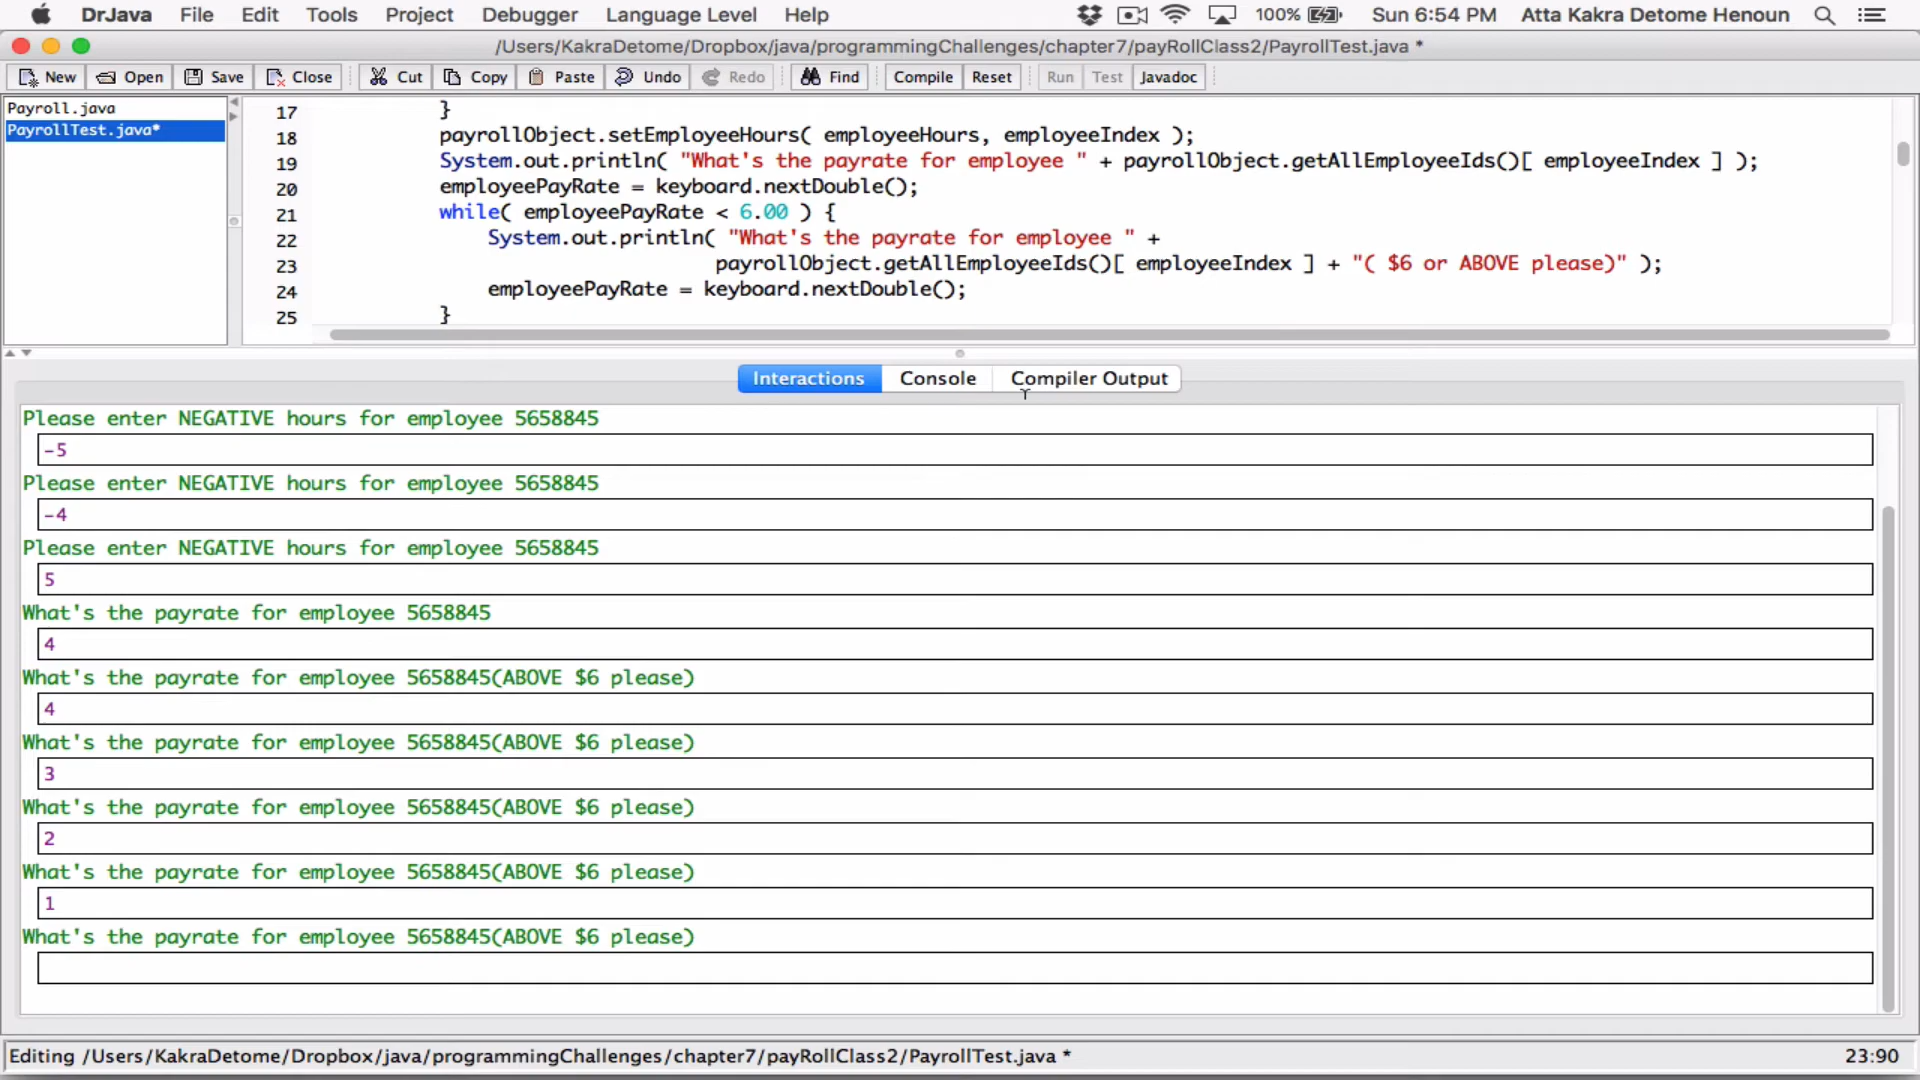 DrJava File Edit Tools Project Debugger Language Level Help 100% Sun 6:54 PM Atta Kakra Detome Henoun
/Users/KakraDetome/Dropbox/java/programmingChallenges/chapter7/payRollClass2/PayrollTest.java *
New Open Save Close Cut Copy Paste Undo Redo Find Compile Reset Run Test Javadoc
Payroll.java
PayrollTest.java*
17 }
18 payrollObject.setEmployeeHours( employeeHours, employeeIndex );
19 System.out.println( "What's the payrate for employee " + payrollObject.getAllEmployeeIds()[ employeeIndex ] );
20 employeePayRate = keyboard.nextDouble();
21 while( employeePayRate < 6.00 ) {
22 System.out.println( "What's the payrate for employee " +
23 payrollObject.getAllEmployeeIds()[ employeeIndex ] + "( $6 or ABOVE please)" );
24 employeePayRate = keyboard.nextDouble();
25 }
Interactions Console Compiler Output
Please enter NEGATIVE hours for employee 5658845
-5
Please enter NEGATIVE hours for employee 5658845
-4
Please enter NEGATIVE hours for employee 5658845
5
What's the payrate for employee 5658845
4
What's the payrate for employee 5658845(ABOVE $6 please)
4
What's the payrate for employee 5658845(ABOVE $6 please)
3
What's the payrate for employee 5658845(ABOVE $6 please)
2
What's the payrate for employee 5658845(ABOVE $6 please)
1
What's the payrate for employee 5658845(ABOVE $6 please)
Editing /Users/KakraDetome/Dropbox/java/programmingChallenges/chapter7/payRollClass2/PayrollTest.java * 23:90